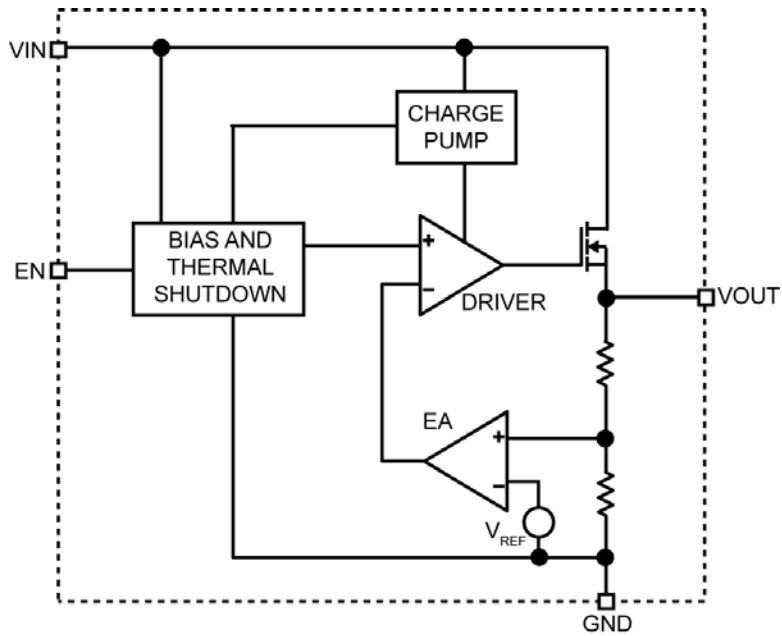 VIN
CHARGE
PUMP
BIAS AND
THERMAL
SHUTDOWN
EN
+
−
DRIVER
VOUT
EA
+
−
VREF
GND